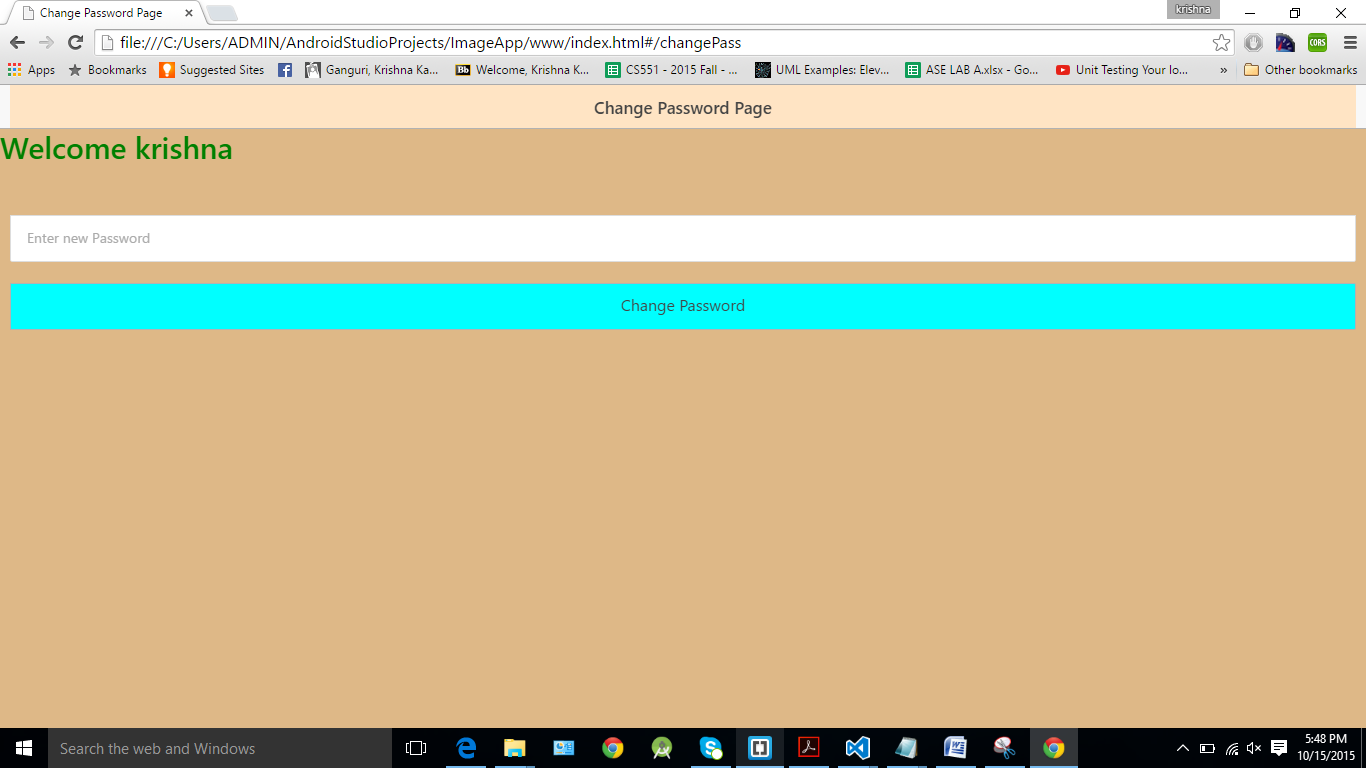 Change Password Page
krishna
file:///C:/Users/ADMIN/AndroidStudioProjects/ImageApp/www/index.html#/changePass
CORS
Apps Bookmarks Suggested Sites Ganguri, Krishna Ka... Bb Welcome, Krishna K... CS551 - 2015 Fall - ... UML Examples: Elev... ASE LAB A.xlsx - Go... Unit Testing Your Io... » Other bookmarks
Change Password Page
Welcome krishna
Enter new Password
Change Password
Search the web and Windows
5:48 PM
10/15/2015